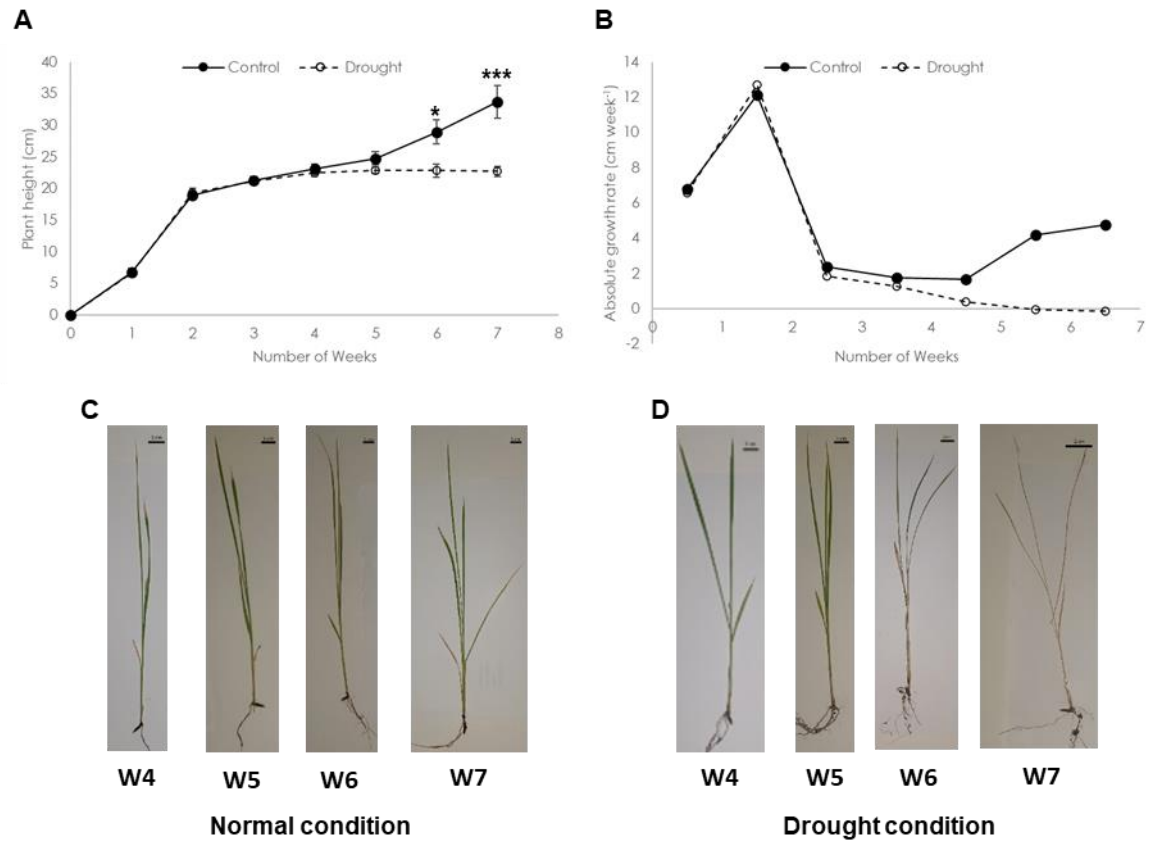 A
B
Control Drought
Control Drought
Plant height (cm)
40
35
30
25
20
15
10
5
0
*
***
0 1 2 3 4 5 6 7 8
Number of Weeks
Absolute growth rate (cm week-1)
14
12
10
8
6
4
2
0
-2
0 1 2 3 4 5 6 7
Number of Weeks
C
D
W4 W5 W6 W7
W4 W5 W6 W7
Normal condition
Drought condition